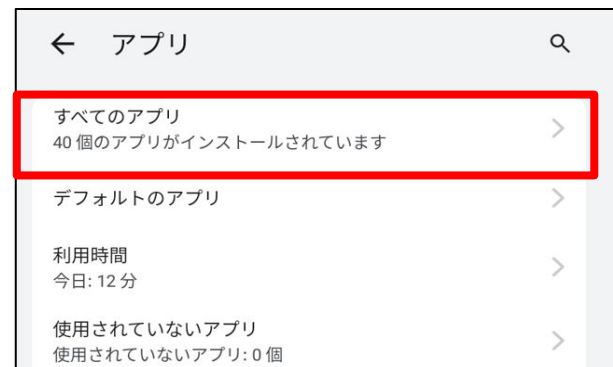 アプリ
すべてのアプリ
40 個のアプリがインストールされています
デフォルトのアプリ
利用時間
今日: 12 分
使用されていないアプリ
使用されていないアプリ: 0 個